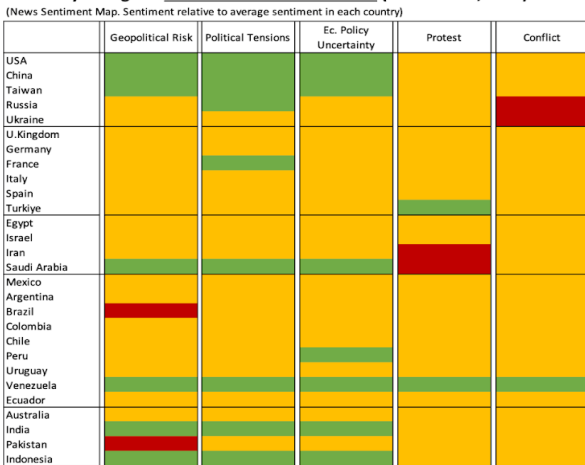 (News Sentiment Map. Sentiment relative to average sentiment in each country)
Geopolitical Risk Political Tensions Ec. Policy Uncertainty Protest Conflict
USA
China
Taiwan
Russia
Ukraine
U.Kingdom
Germany
France
Italy
Spain
Turkiye
Egypt
Israel
Iran
Saudi Arabia
Mexico
Argentina
Brazil
Colombia
Chile
Peru
Uruguay
Venezuela
Ecuador
Australia
India
Pakistan
Indonesia